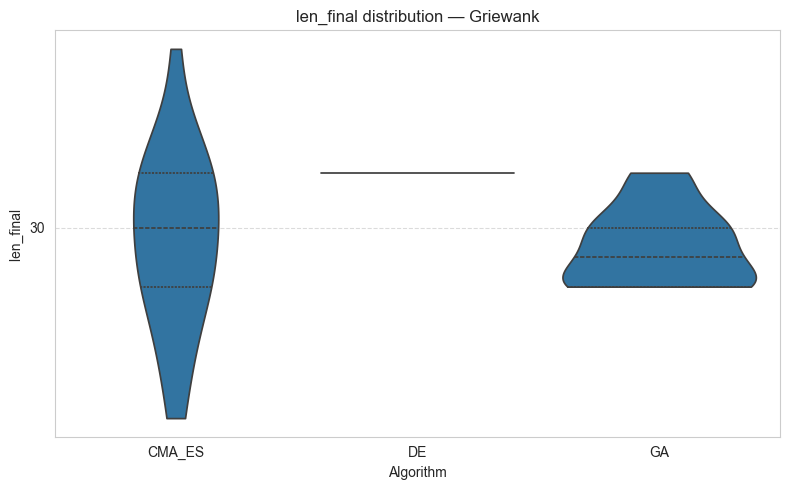 len_final distribution — Griewank
len_final
30
CMA_ES
DE
GA
Algorithm